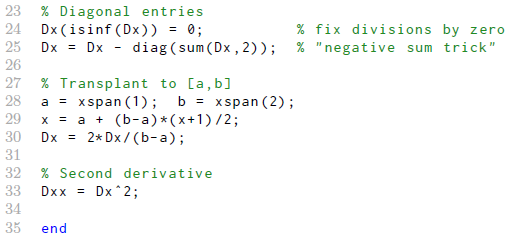 23 % Diagonal entries
24 Dx(isinf(Dx)) = 0; % fix divisions by zero
25 Dx = Dx - diag(sum(Dx,2)); % "negative sum trick"
26
27 % Transplant to [a,b]
28 a = xspan(1); b = xspan(2);
29 x = a + (b-a)*(x+1)/2;
30 Dx = 2*Dx/(b-a);
31
32 % Second derivative
33 Dxx = Dx^2;
34
35 end